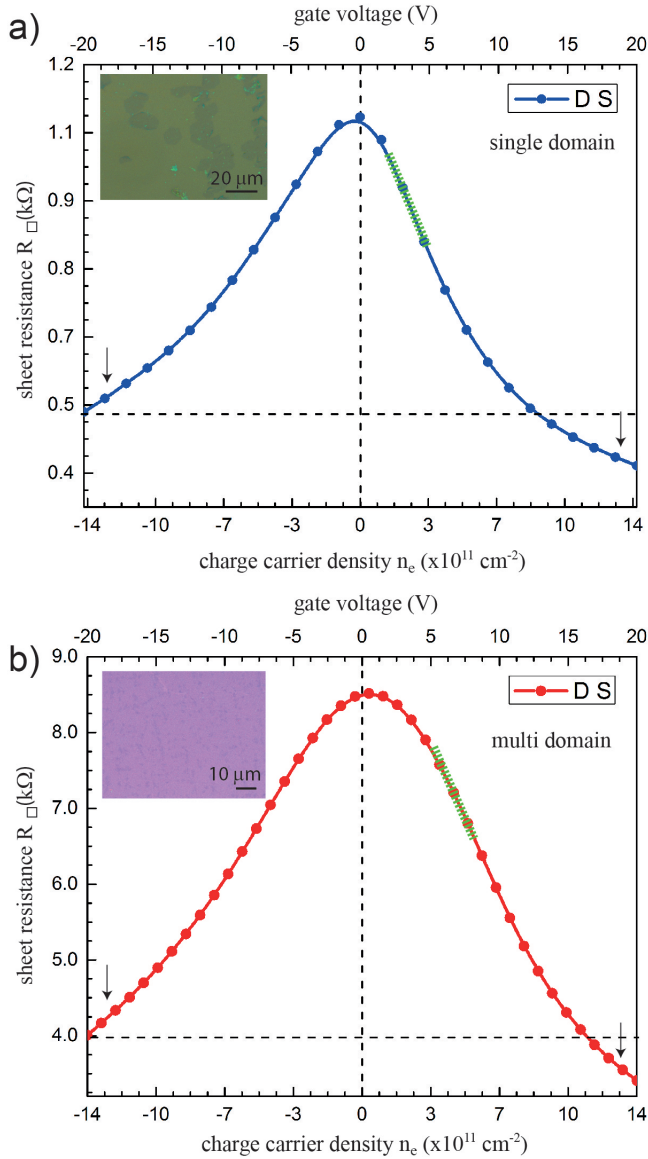 a)
gate voltage (V)
-20 -15 -10 -5 0 5 10 15 20
1.2
1.1
0.9
0.8
0.7
0.5
0.4
sheet resistance R □(kΩ)
20 μm
D S
single domain
-14 -10 -7 -3 0 3 7 10 14
charge carrier density nₑ (x10¹¹ cm⁻²)
b)
gate voltage (V)
-20 -15 -10 -5 0 5 10 15 20
9.0
8.0
7.0
6.0
5.0
4.0
sheet resistance R □(kΩ)
10 μm
D S
multi domain
-14 -10 -7 -3 0 3 7 10 14
charge carrier density nₑ (x10¹¹ cm⁻²)